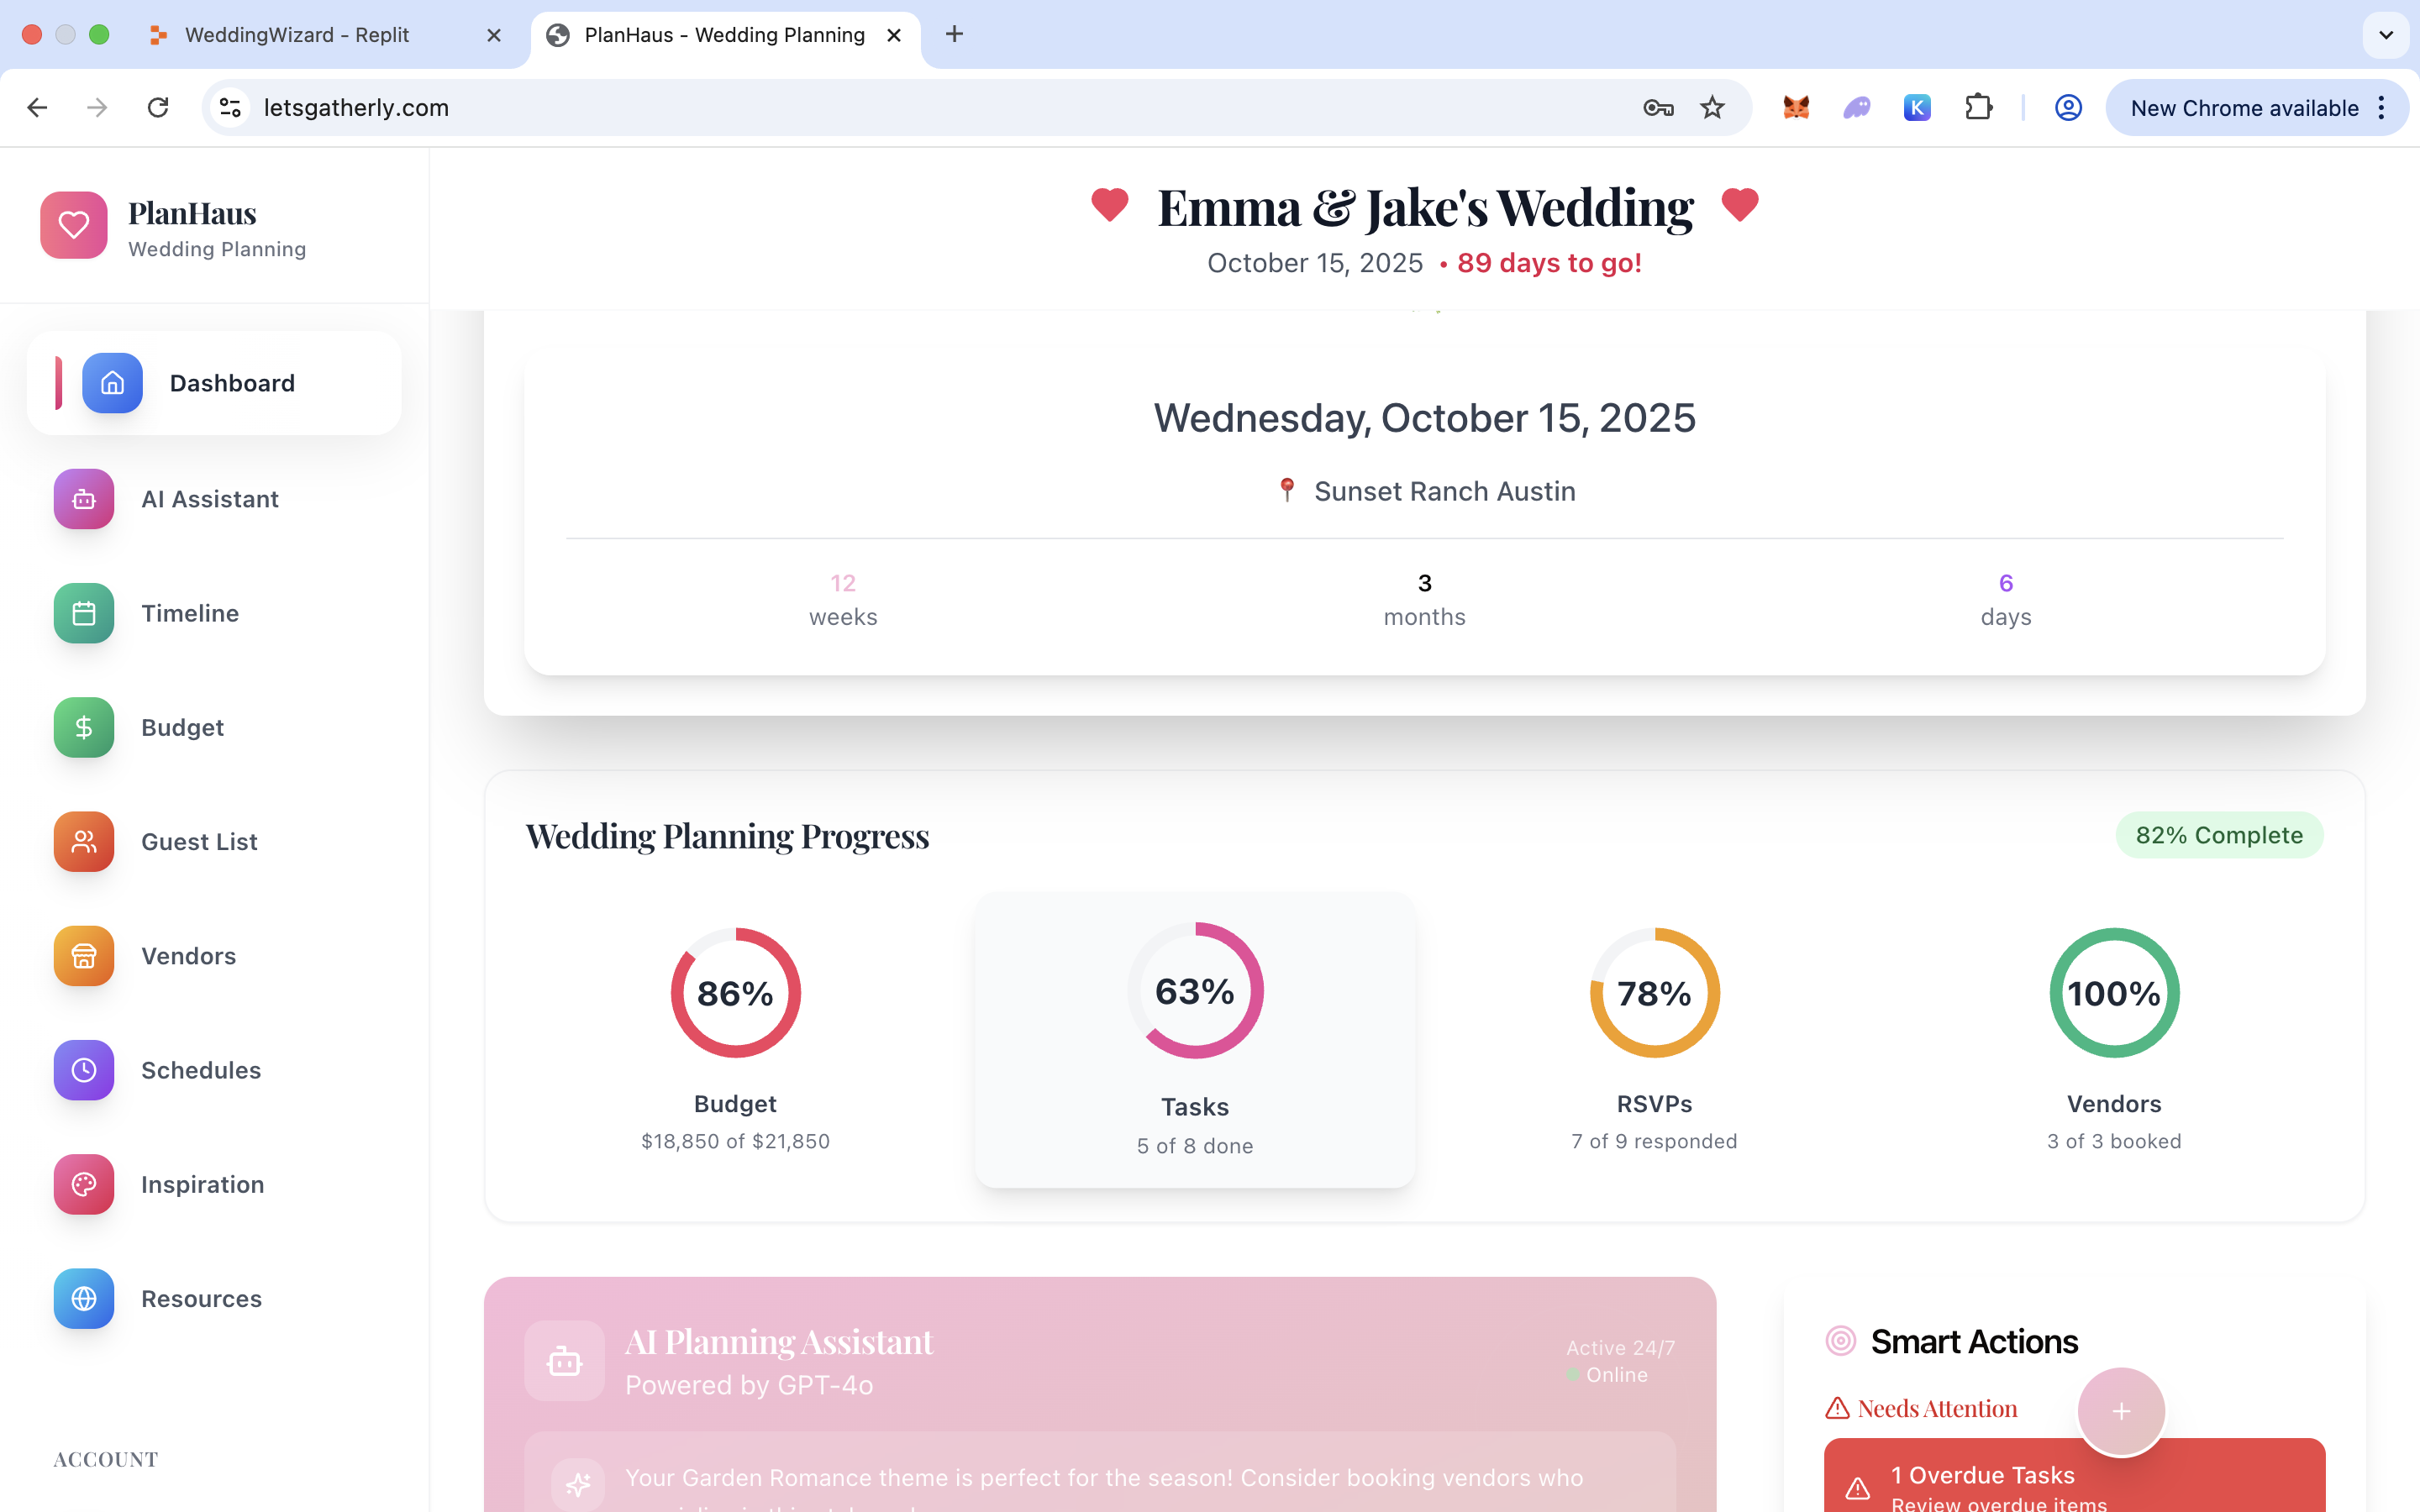 WeddingWizard - Replit
PlanHaus - Wedding Planning
letsgatherly.com
K
New Chrome available
PlanHaus
Wedding Planning
Dashboard
AI Assistant
Timeline
Budget
Guest List
Vendors
Schedules
Inspiration
Resources
ACCOUNT
Emma & Jake's Wedding
October 15, 2025 • 89 days to go!
Wednesday, October 15, 2025
Sunset Ranch Austin
12
weeks
3
months
6
days
Wedding Planning Progress
82% Complete
86%
Budget
$18,850 of $21,850
63%
Tasks
5 of 8 done
78%
RSVPs
7 of 9 responded
100%
Vendors
3 of 3 booked
AI Planning Assistant
Powered by GPT-4o
Active 24/7
Online
Your Garden Romance theme is perfect for the season! Consider booking vendors who
Smart Actions
Needs Attention
1 Overdue Tasks
Review overdue items